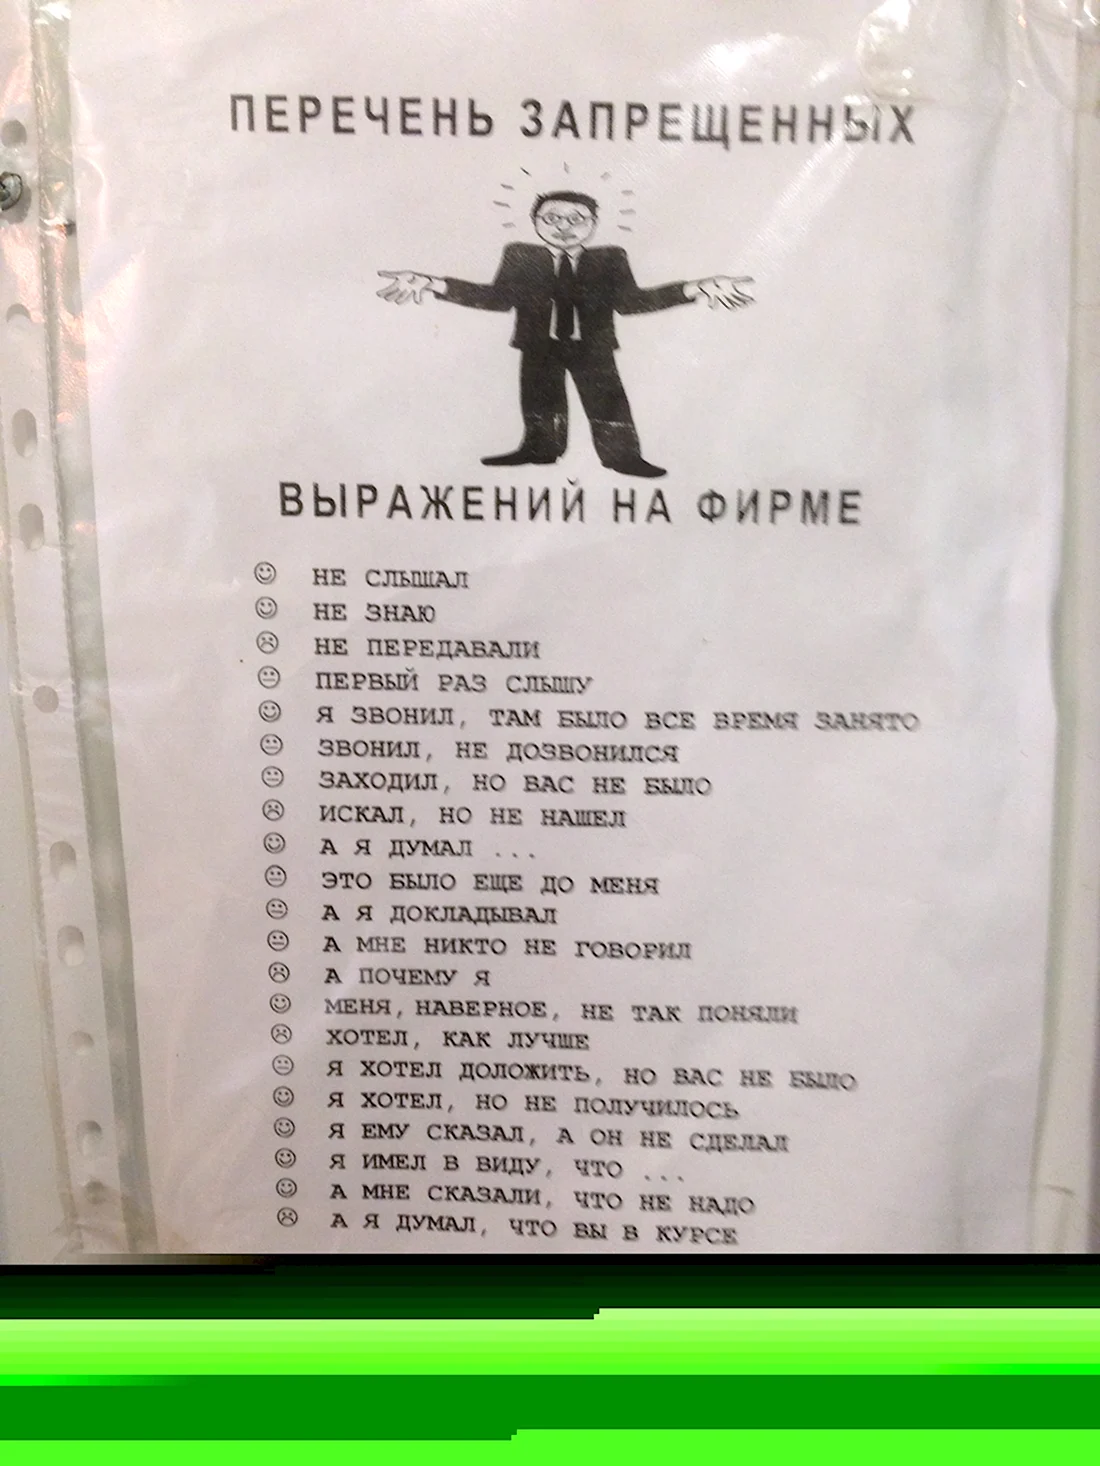 ПЕРЕЧЕНЬ ЗАПРЕЩЕННЫХ
ВЫРАЖЕНИЙ НА ФИРМЕ
НЕ СЛЫШАЛ
НЕ ЗНАЮ
НЕ ПЕРЕДАВАЛИ
ПЕРВЫЙ РАЗ СЛЫШУ
Я ЗВОНИЛ, ТАМ БЫЛО ВСЕ ВРЕМЯ ЗАНЯТО
ЗВОНИЛ, НЕ ДОЗВОНИЛСЯ
ЗАХОДИЛ, НО ВАС НЕ БЫЛО
ИСКАЛ, НО НЕ НАШЕЛ
А Я ДУМАЛ ...
ЭТО БЫЛО ЕЩЕ ДО МЕНЯ
А Я ДОКЛАДЫВАЛ
А МНЕ НИКТО НЕ ГОВОРИЛ
А ПОЧЕМУ Я
МЕНЯ, НАВЕРНОЕ, НЕ ТАК ПОНЯЛИ
ХОТЕЛ, КАК ЛУЧШЕ
Я ХОТЕЛ ДОЛОЖИТЬ, НО ВАС НЕ БЫЛО
Я ХОТЕЛ, НО НЕ ПОЛУЧИЛОСЬ
Я ЕМУ СКАЗАЛ, А ОН НЕ СДЕЛАЛ
Я ИМЕЛ В ВИДУ, ЧТО ...
А МНЕ СКАЗАЛИ, ЧТО НЕ НАДО
А Я ДУМАЛ, ЧТО ВЫ В КУРСЕ